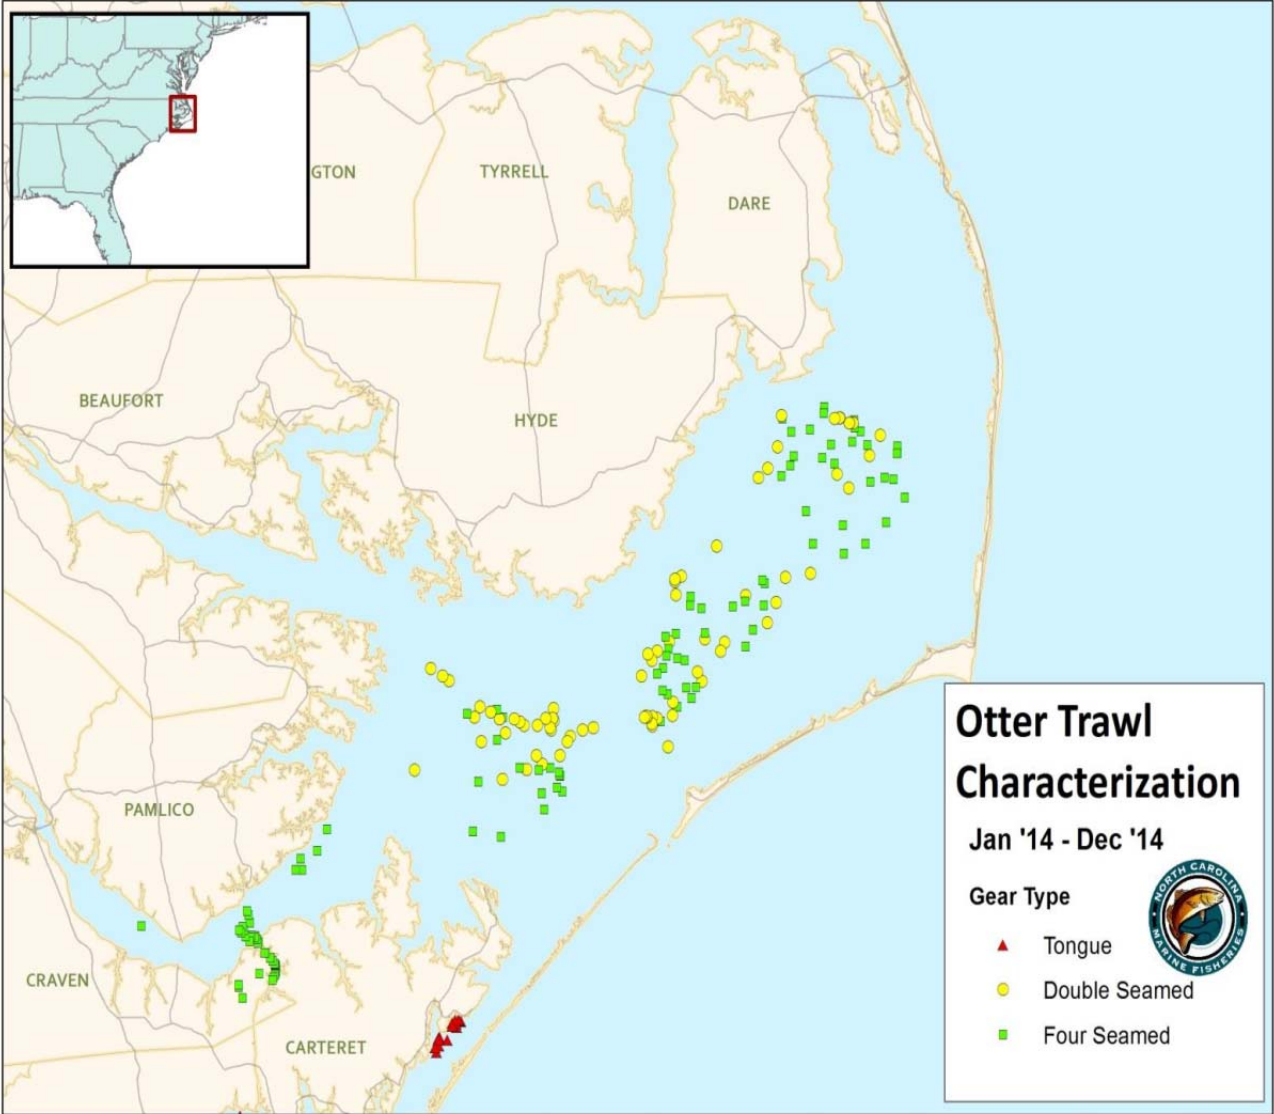 GTON
TYRRELL
DARE
BEAUFORT
HYDE
PAMLICO
CRAVEN
CARTERET
Otter Trawl
Characterization
Jan '14 - Dec '14
Gear Type
Tongue
Double Seamed
Four Seamed
NORTH CAROLINA
MARINE FISHERIES